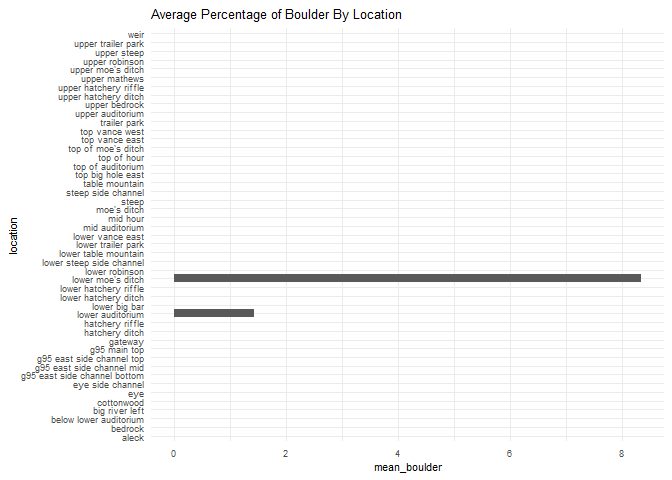 Average Percentage of Boulder By Location
weir
upper trailer park
upper steep
upper robinson
upper moe's ditch
upper mathews
upper hatchery riffle
upper hatchery ditch
upper bedrock
upper auditorium
trailer park
top vance west
top vance east
top of moe's ditch
top of hour
top of auditorium
top big hole east
table mountain
steep side channel
steep
moe's ditch
mid hour
mid auditorium
lower vance east
lower trailer park
lower table mountain
lower steep side channel
lower robinson
lower moe's ditch
lower hatchery riffle
lower hatchery ditch
lower big bar
lower auditorium
hatchery riffle
hatchery ditch
gateway
g95 main top
g95 east side channel top
g95 east side channel mid
g95 east side channel bottom
eye side channel
eye
cottonwood
big river left
below lower auditorium
bedrock
aleck
location
0 2 4 6 8
mean_boulder